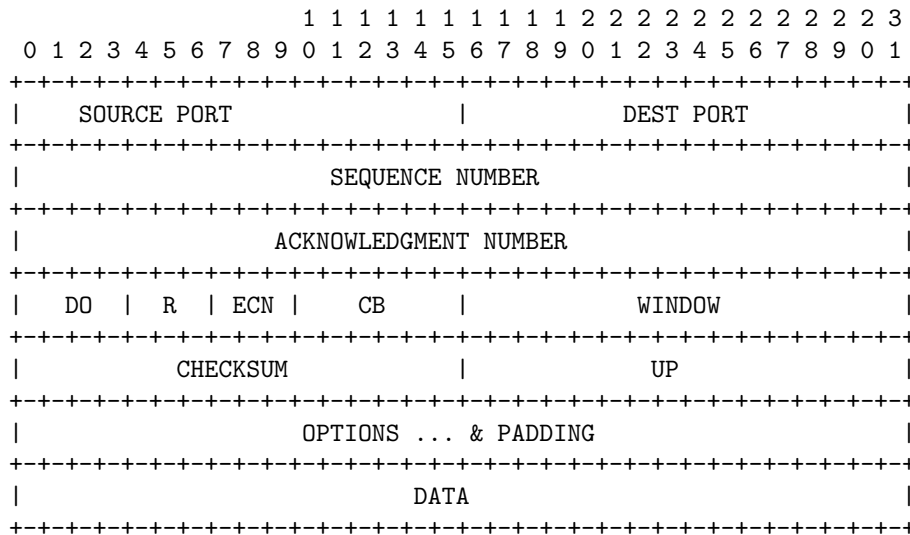 1 1 1 1 1 1 1 1 1 1 2 2 2 2 2 2 2 2 2 2 3
0 1 2 3 4 5 6 7 8 9 0 1 2 3 4 5 6 7 8 9 0 1 2 3 4 5 6 7 8 9 0 1
+-+-+-+-+-+-+-+-+-+-+-+-+-+-+-+-+-+-+-+-+-+-+-+-+-+-+-+-+-+-+-+-+
| SOURCE PORT | DEST PORT |
+-+-+-+-+-+-+-+-+-+-+-+-+-+-+-+-+-+-+-+-+-+-+-+-+-+-+-+-+-+-+-+-+
| SEQUENCE NUMBER |
+-+-+-+-+-+-+-+-+-+-+-+-+-+-+-+-+-+-+-+-+-+-+-+-+-+-+-+-+-+-+-+-+
| ACKNOWLEDGMENT NUMBER |
+-+-+-+-+-+-+-+-+-+-+-+-+-+-+-+-+-+-+-+-+-+-+-+-+-+-+-+-+-+-+-+-+
| DO | R | ECN | CB | WINDOW |
+-+-+-+-+-+-+-+-+-+-+-+-+-+-+-+-+-+-+-+-+-+-+-+-+-+-+-+-+-+-+-+-+
| CHECKSUM | UP |
+-+-+-+-+-+-+-+-+-+-+-+-+-+-+-+-+-+-+-+-+-+-+-+-+-+-+-+-+-+-+-+-+
| OPTIONS ... & PADDING |
+-+-+-+-+-+-+-+-+-+-+-+-+-+-+-+-+-+-+-+-+-+-+-+-+-+-+-+-+-+-+-+-+
| DATA |
+-+-+-+-+-+-+-+-+-+-+-+-+-+-+-+-+-+-+-+-+-+-+-+-+-+-+-+-+-+-+-+-+